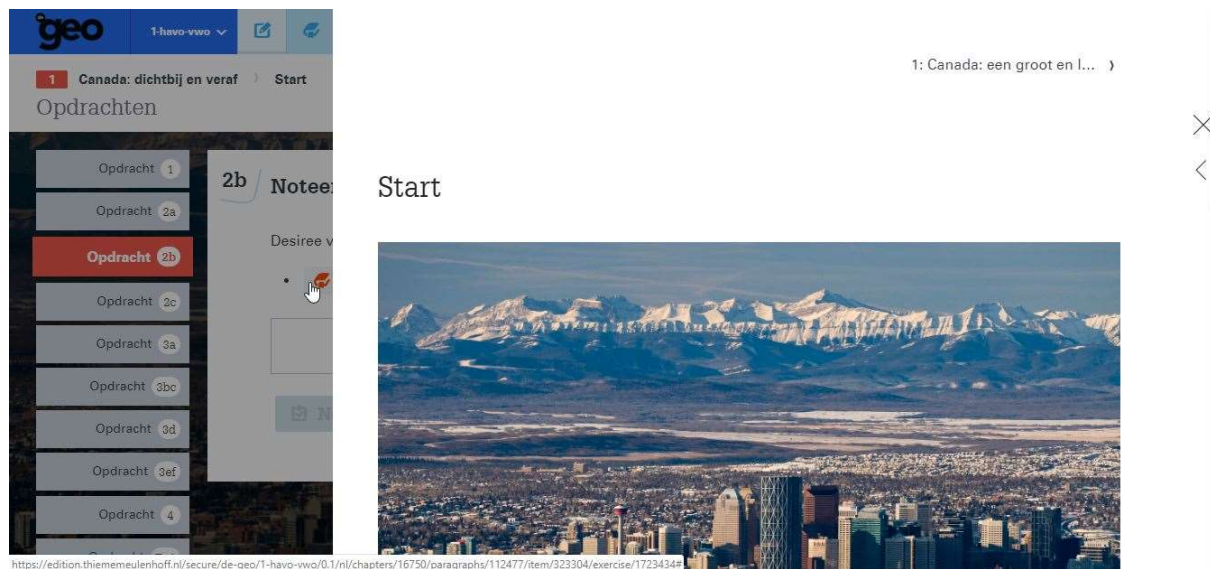 de
geo
1-havo-vwo
1 Canada: dichtbij en veraf Start
Opdrachten
Opdracht 1
Opdracht 2a
Opdracht 2b
Opdracht 2c
Opdracht 3a
Opdracht 3bc
Opdracht 3d
Opdracht 3ef
Opdracht 4
2b Notee
Desiree v
N
1: Canada: een groot en l...
Start
https://edition.thiememeulenhoff.nl/secure/de-geo/1-havo-vwo/0.1/nl/chapters/16750/paragraphs/112477/item/323304/exercise/1723434#